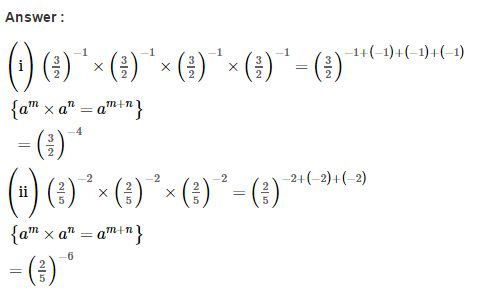 Answer :
(i) (3/2)^−1 × (3/2)^−1 × (3/2)^−1 × (3/2)^−1 = (3/2)^−1+(−1)+(−1)+(−1)
{a^m × a^n = a^m+n}
= (3/2)^−4
(ii) (2/5)^−2 × (2/5)^−2 × (2/5)^−2 = (2/5)^−2+(−2)+(−2)
{a^m × a^n = a^m+n}
= (2/5)^−6